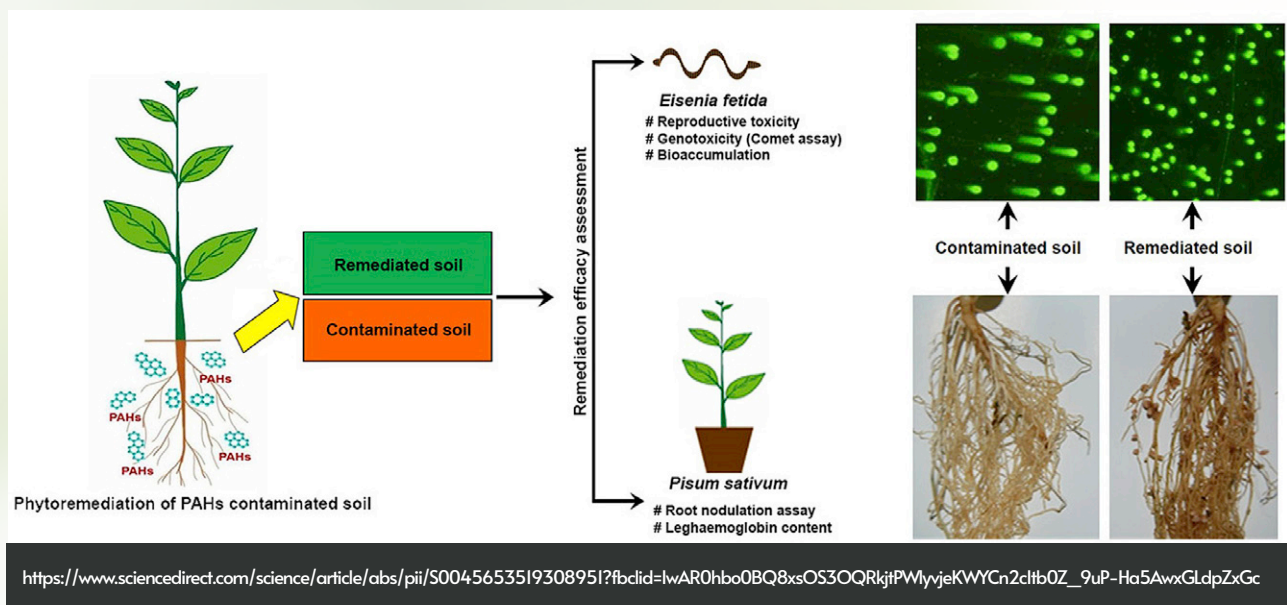 PAHs
PAHs
PAHs
PAHs
Phytoremediation of PAHs contaminated soil
Remediated soil
Contaminated soil
Remediation efficacy assessment
Eisenia fetida
# Reproductive toxicity
# Genotoxicity (Comet assay)
# Bioaccumulation
Pisum sativum
# Root nodulation assay
# Leghaemoglobin content
Contaminated soil
Remediated soil
https://www.sciencedirect.com/science/article/abs/pii/S0045653519308951?fbclid=IwAR0hbo0BQ8xsOS3OQRkjtPWlyvjeKWYCn2cltb0Z_9uP-Ha5AwxGLdpZxGc